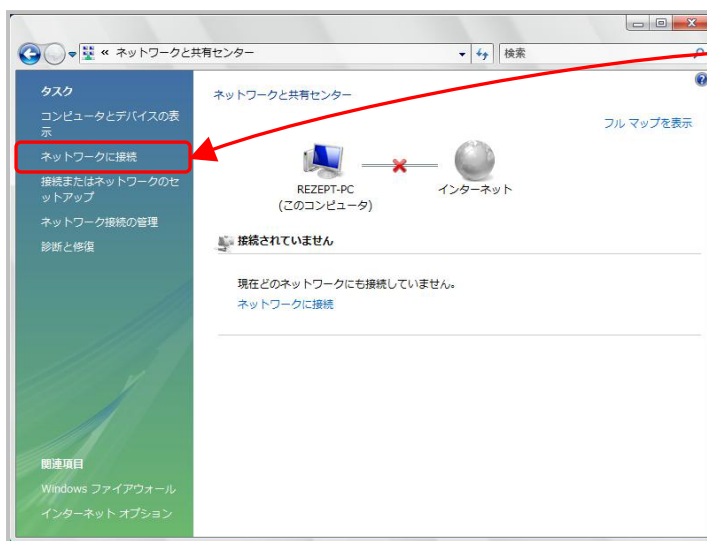 « ネットワークと共有センター
検索
タスク
コンピュータとデバイスの表
示
ネットワークに接続
接続またはネットワークのセ
ットアップ
ネットワーク接続の管理
診断と修復
関連項目
Windows ファイアウォール
インターネット オプション
ネットワークと共有センター
フル マップを表示
REZEPT-PC
(このコンピュータ)
インターネット
接続されていません
現在どのネットワークにも接続していません。
ネットワークに接続